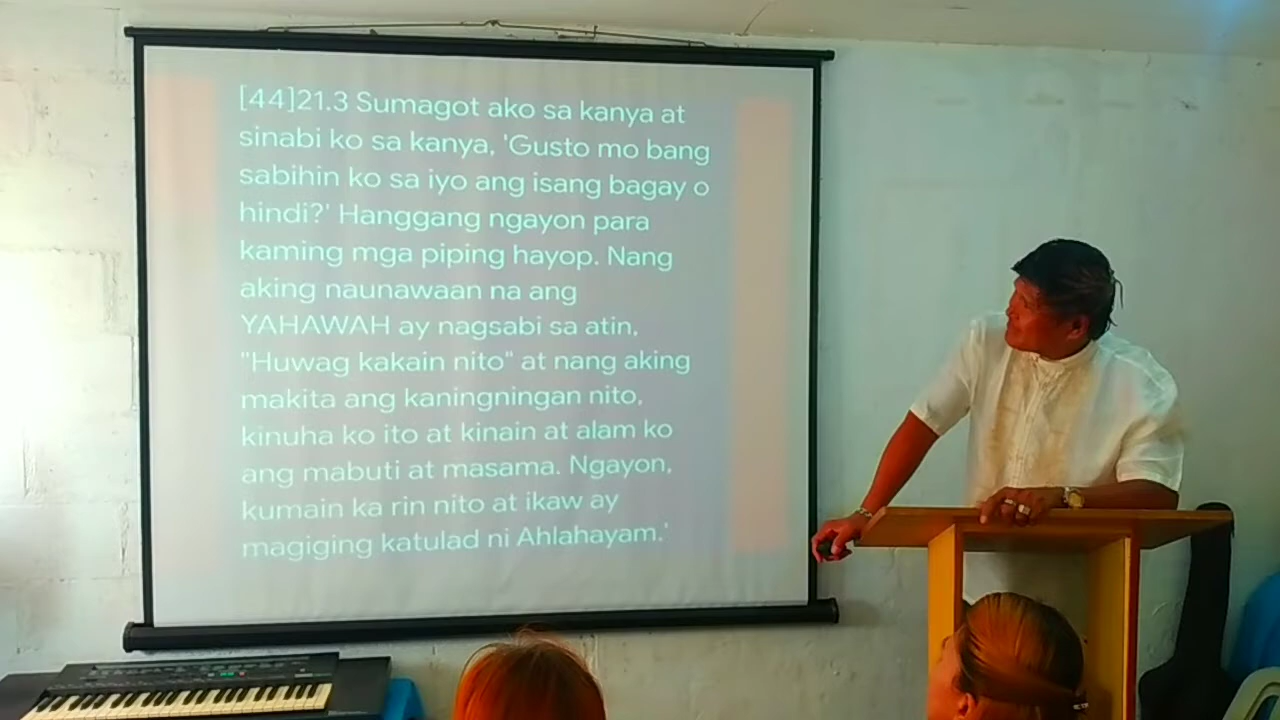 [44]21.3 Sumagot ako sa kanya at
sinabi ko sa kanya, 'Gusto mo bang
sabihin ko sa iyo ang isang bagay o
hindi?' Hanggang ngayon para
kaming mga piping hayop. Nang
aking naunawaan na ang
YAHAWAH ay nagsabi sa atin,
"Huwag kakain nito" at nang aking
makita ang kaningningan nito,
kinuha ko ito at kinain at alam ko
ang mabuti at masama. Ngayon,
kumain ka rin nito at ikaw ay
magiging katulad ni Ahlahayam.'